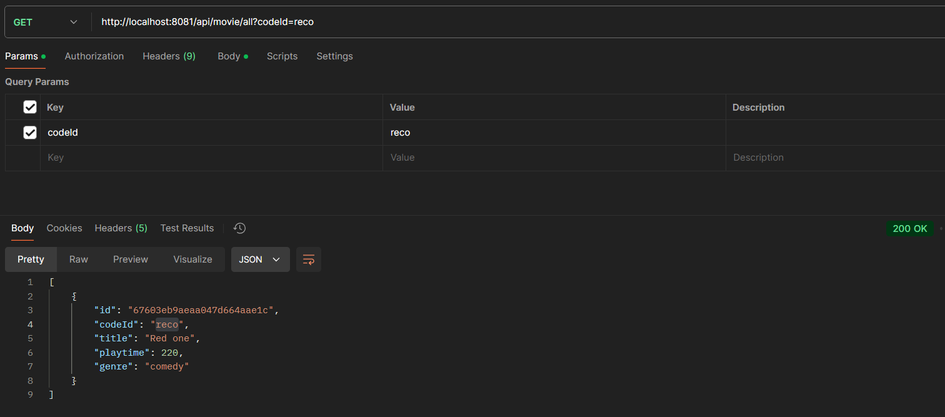 GET http://localhost:8081/api/movie/all?codeId=reco
Params Authorization Headers (9) Body Scripts Settings
Query Params
Key Value Description
codeId reco
Key Value Description
Body Cookies Headers (5) Test Results 200 OK
Pretty Raw Preview Visualize JSON
1 [
2 {
3 "id": "67603eb9aeaa047d664aae1c",
4 "codeId": "reco",
5 "title": "Red one",
6 "playtime": 220,
7 "genre": "comedy"
8 }
9 ]